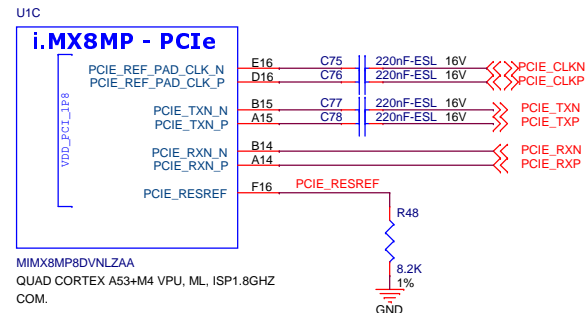 U1C
i.MX8MP - PCIe
VDD_PCI_1P8
PCIE_REF_PAD_CLK_N E16 C75 220nF-ESL 16V PCIE_CLKN
PCIE_REF_PAD_CLK_P D16 C76 220nF-ESL 16V PCIE_CLKP
PCIE_TXN_N B15 C77 220nF-ESL 16V PCIE_TXN
PCIE_TXN_P A15 C78 220nF-ESL 16V PCIE_TXP
PCIE_RXN_N B14 PCIE_RXN
PCIE_RXN_P A14 PCIE_RXP
PCIE_RESREF F16 PCIE_RESREF
R48
8.2K
1%
GND
MIMX8MP8DVNLZAA
QUAD CORTEX A53+M4 VPU, ML, ISP1.8GHZ
COM.